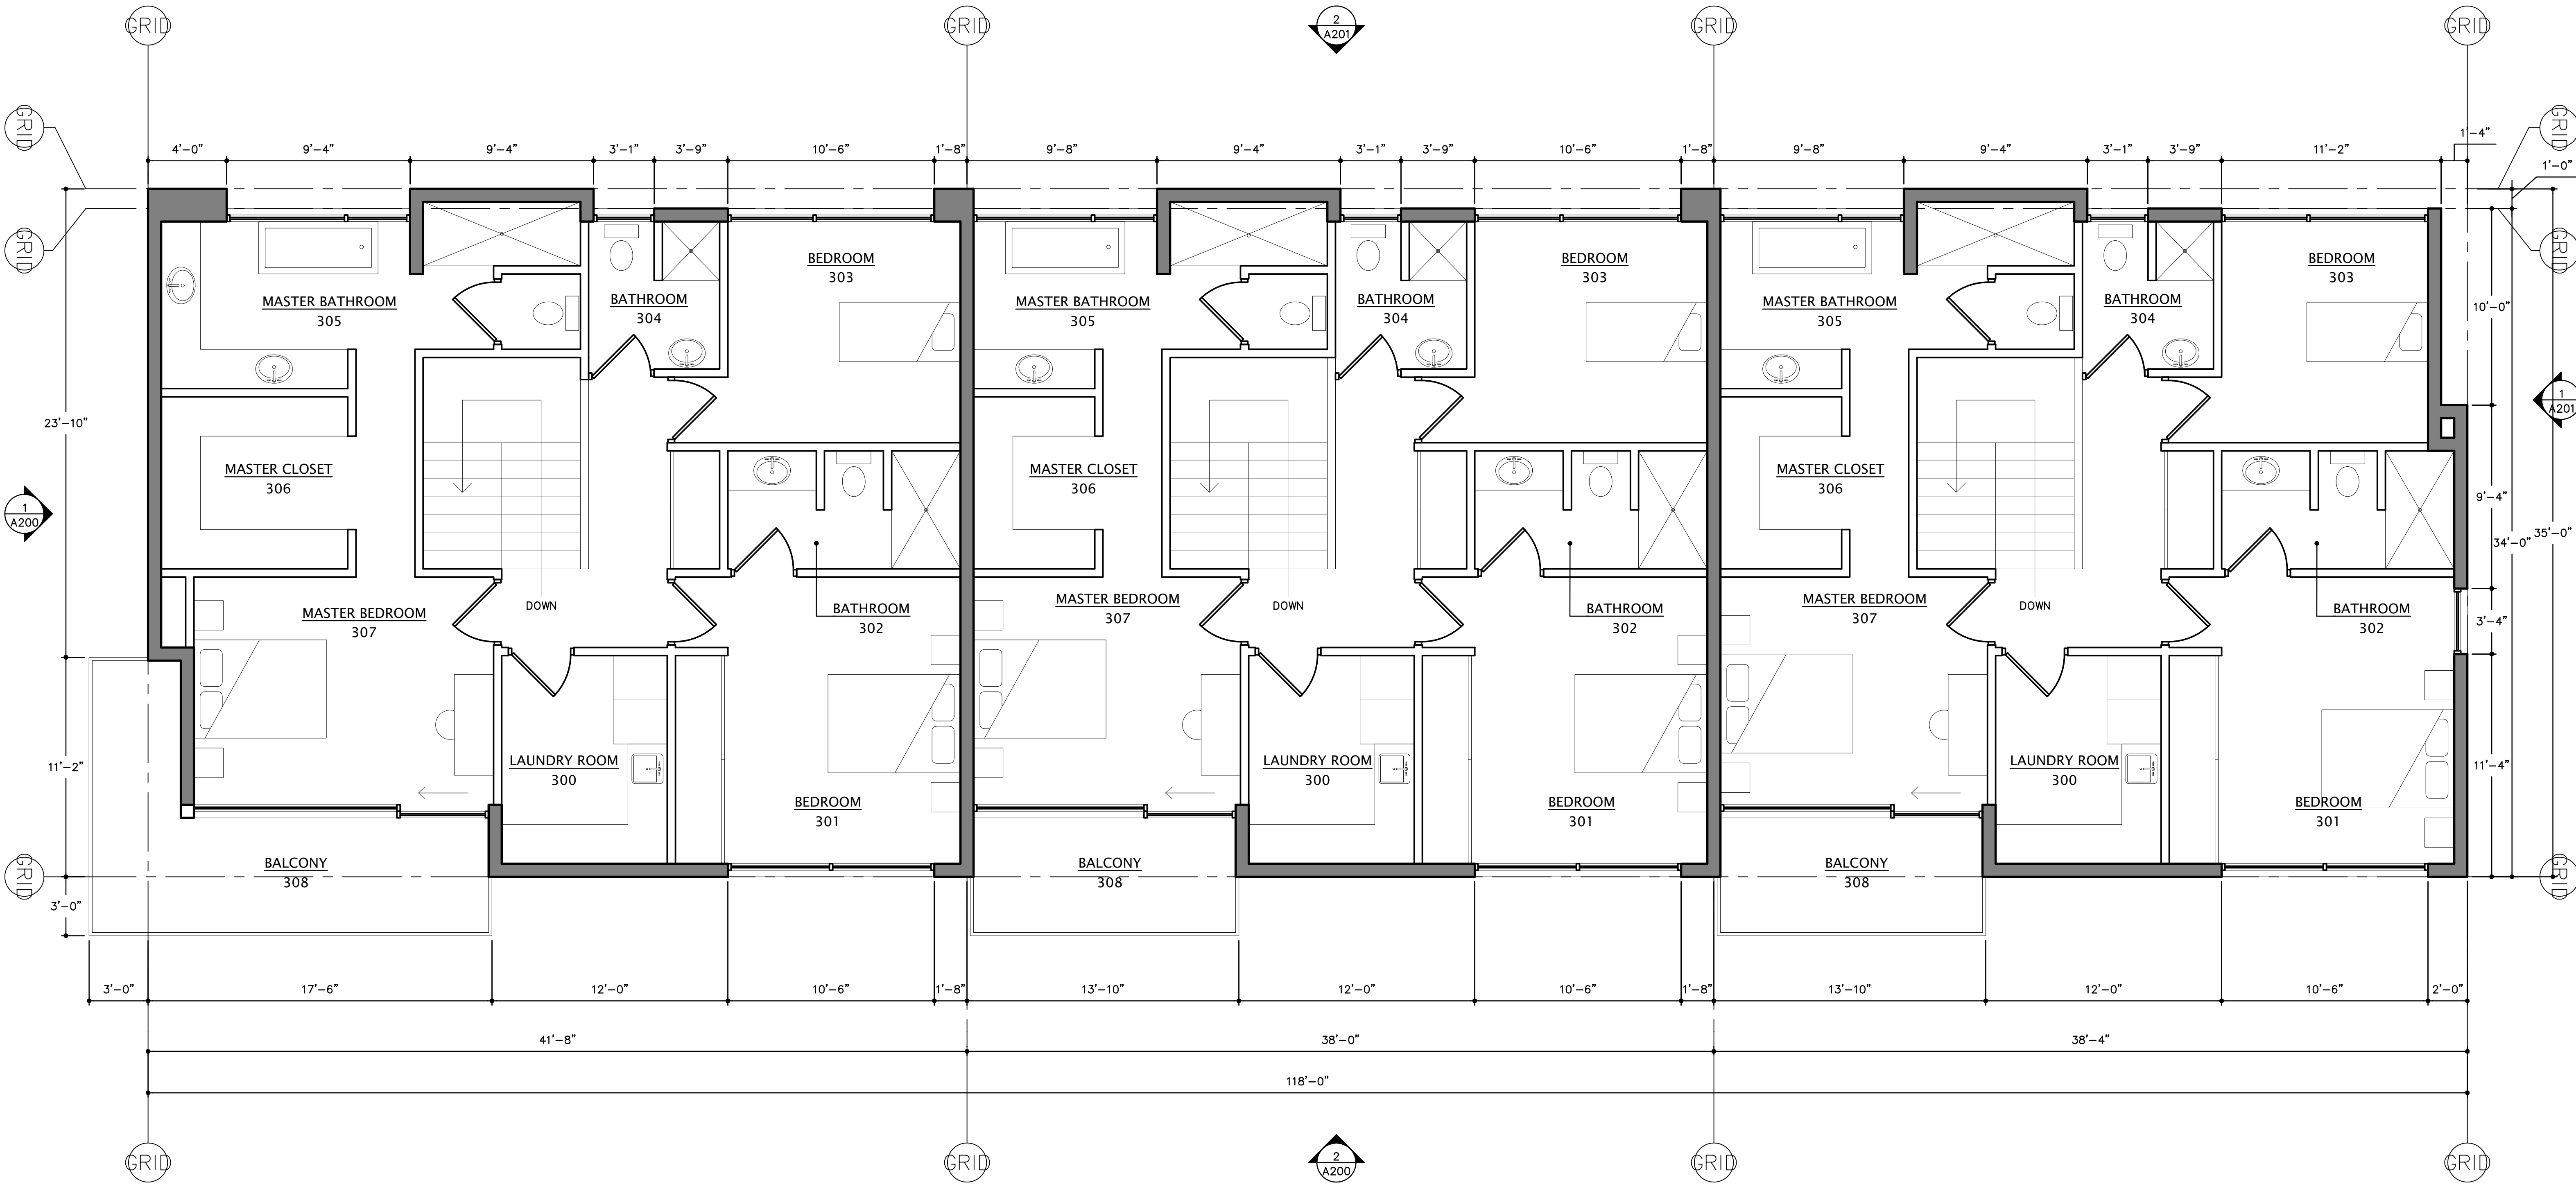 GRID GRID 2 GRID GRID
A201
GRID GRID
4'-0" 9'-4" 9'-4" 3'-1" 3'-9" 10'-6" 1'-8" 9'-8" 9'-4" 3'-1" 3'-9" 10'-6" 1'-8" 9'-8" 9'-4" 3'-1" 3'-9" 11'-2" 1'-4"
1'-0"
GRID GRID
BEDROOM BEDROOM BEDROOM
303 303 303
MASTER BATHROOM BATHROOM MASTER BATHROOM BATHROOM MASTER BATHROOM BATHROOM 10'-0"
305 304 305 304 305 304
1
A201
23'-10"
MASTER CLOSET MASTER CLOSET MASTER CLOSET
306 306 306
9'-4"
1
A200
34'-0" 35'-0"
DOWN DOWN DOWN
MASTER BEDROOM BATHROOM MASTER BEDROOM BATHROOM MASTER BEDROOM BATHROOM
307 302 307 302 307 302
3'-4"
11'-2" LAUNDRY ROOM LAUNDRY ROOM LAUNDRY ROOM 11'-4"
300 300 300
BEDROOM BEDROOM BEDROOM
301 301 301
BALCONY BALCONY BALCONY
308 308 308
GRID GRID
3'-0"
3'-0" 17'-6" 12'-0" 10'-6" 1'-8" 13'-10" 12'-0" 10'-6" 1'-8" 13'-10" 12'-0" 10'-6" 2'-0"
41'-8" 38'-0" 38'-4"
118'-0"
GRID GRID 2 GRID GRID
A200